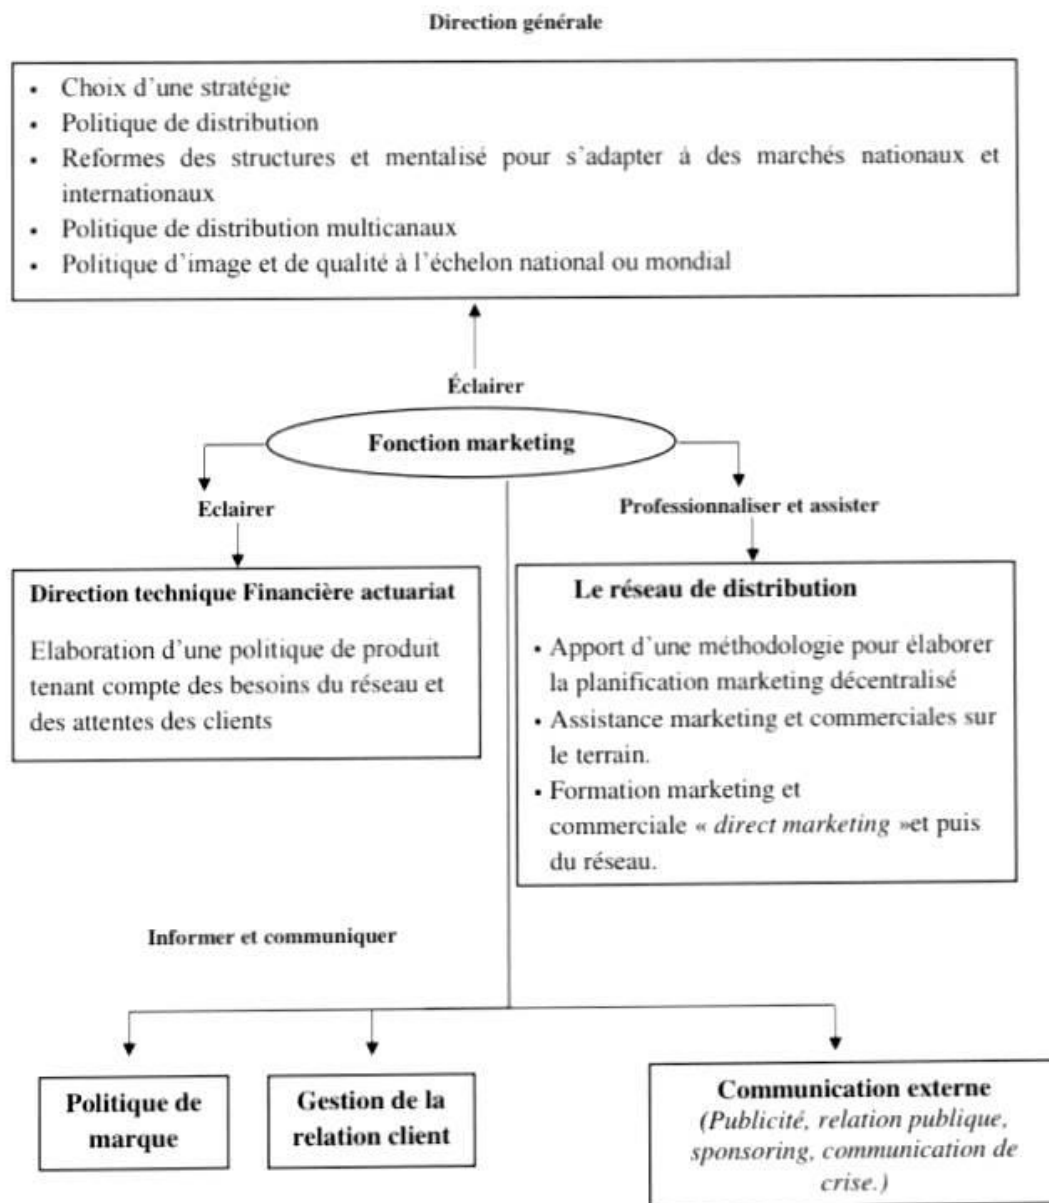 Direction générale
• Choix d'une stratégie
• Politique de distribution
• Reformes des structures et mentalisé pour s'adapter à des marchés nationaux et
internationaux
• Politique de distribution multicanaux
• Politique d'image et de qualité à l'échelon national ou mondial
Éclairer
Fonction marketing
Eclairer
Professionnaliser et assister
Direction technique Financière actuariat
Elaboration d'une politique de produit
tenant compte des besoins du réseau et
des attentes des clients
Le réseau de distribution
• Apport d'une méthodologie pour élaborer
la planification marketing décentralisé
• Assistance marketing et commerciales sur
le terrain.
• Formation marketing et
commerciale « direct marketing »et puis
du réseau.
Informer et communiquer
Politique de
marque
Gestion de la
relation client
Communication externe
(Publicité, relation publique,
sponsoring, communication de
crise.)